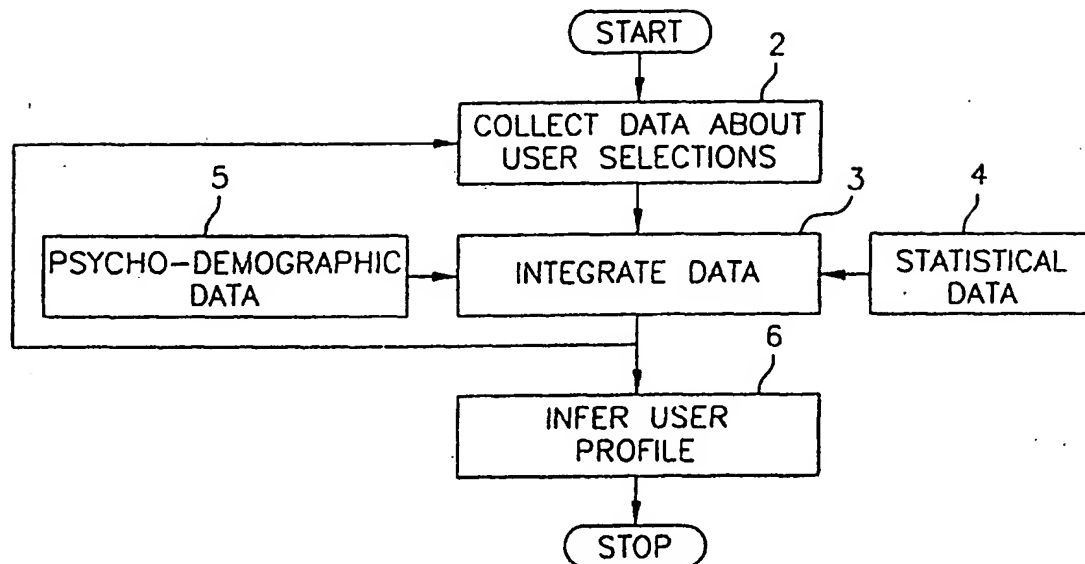 START
2
COLLECT DATA ABOUT
USER SELECTIONS
5
3
4
PSYCHO-DEMOGRAPHIC
DATA
INTEGRATE DATA
STATISTICAL
DATA
6
INFER USER
PROFILE
STOP